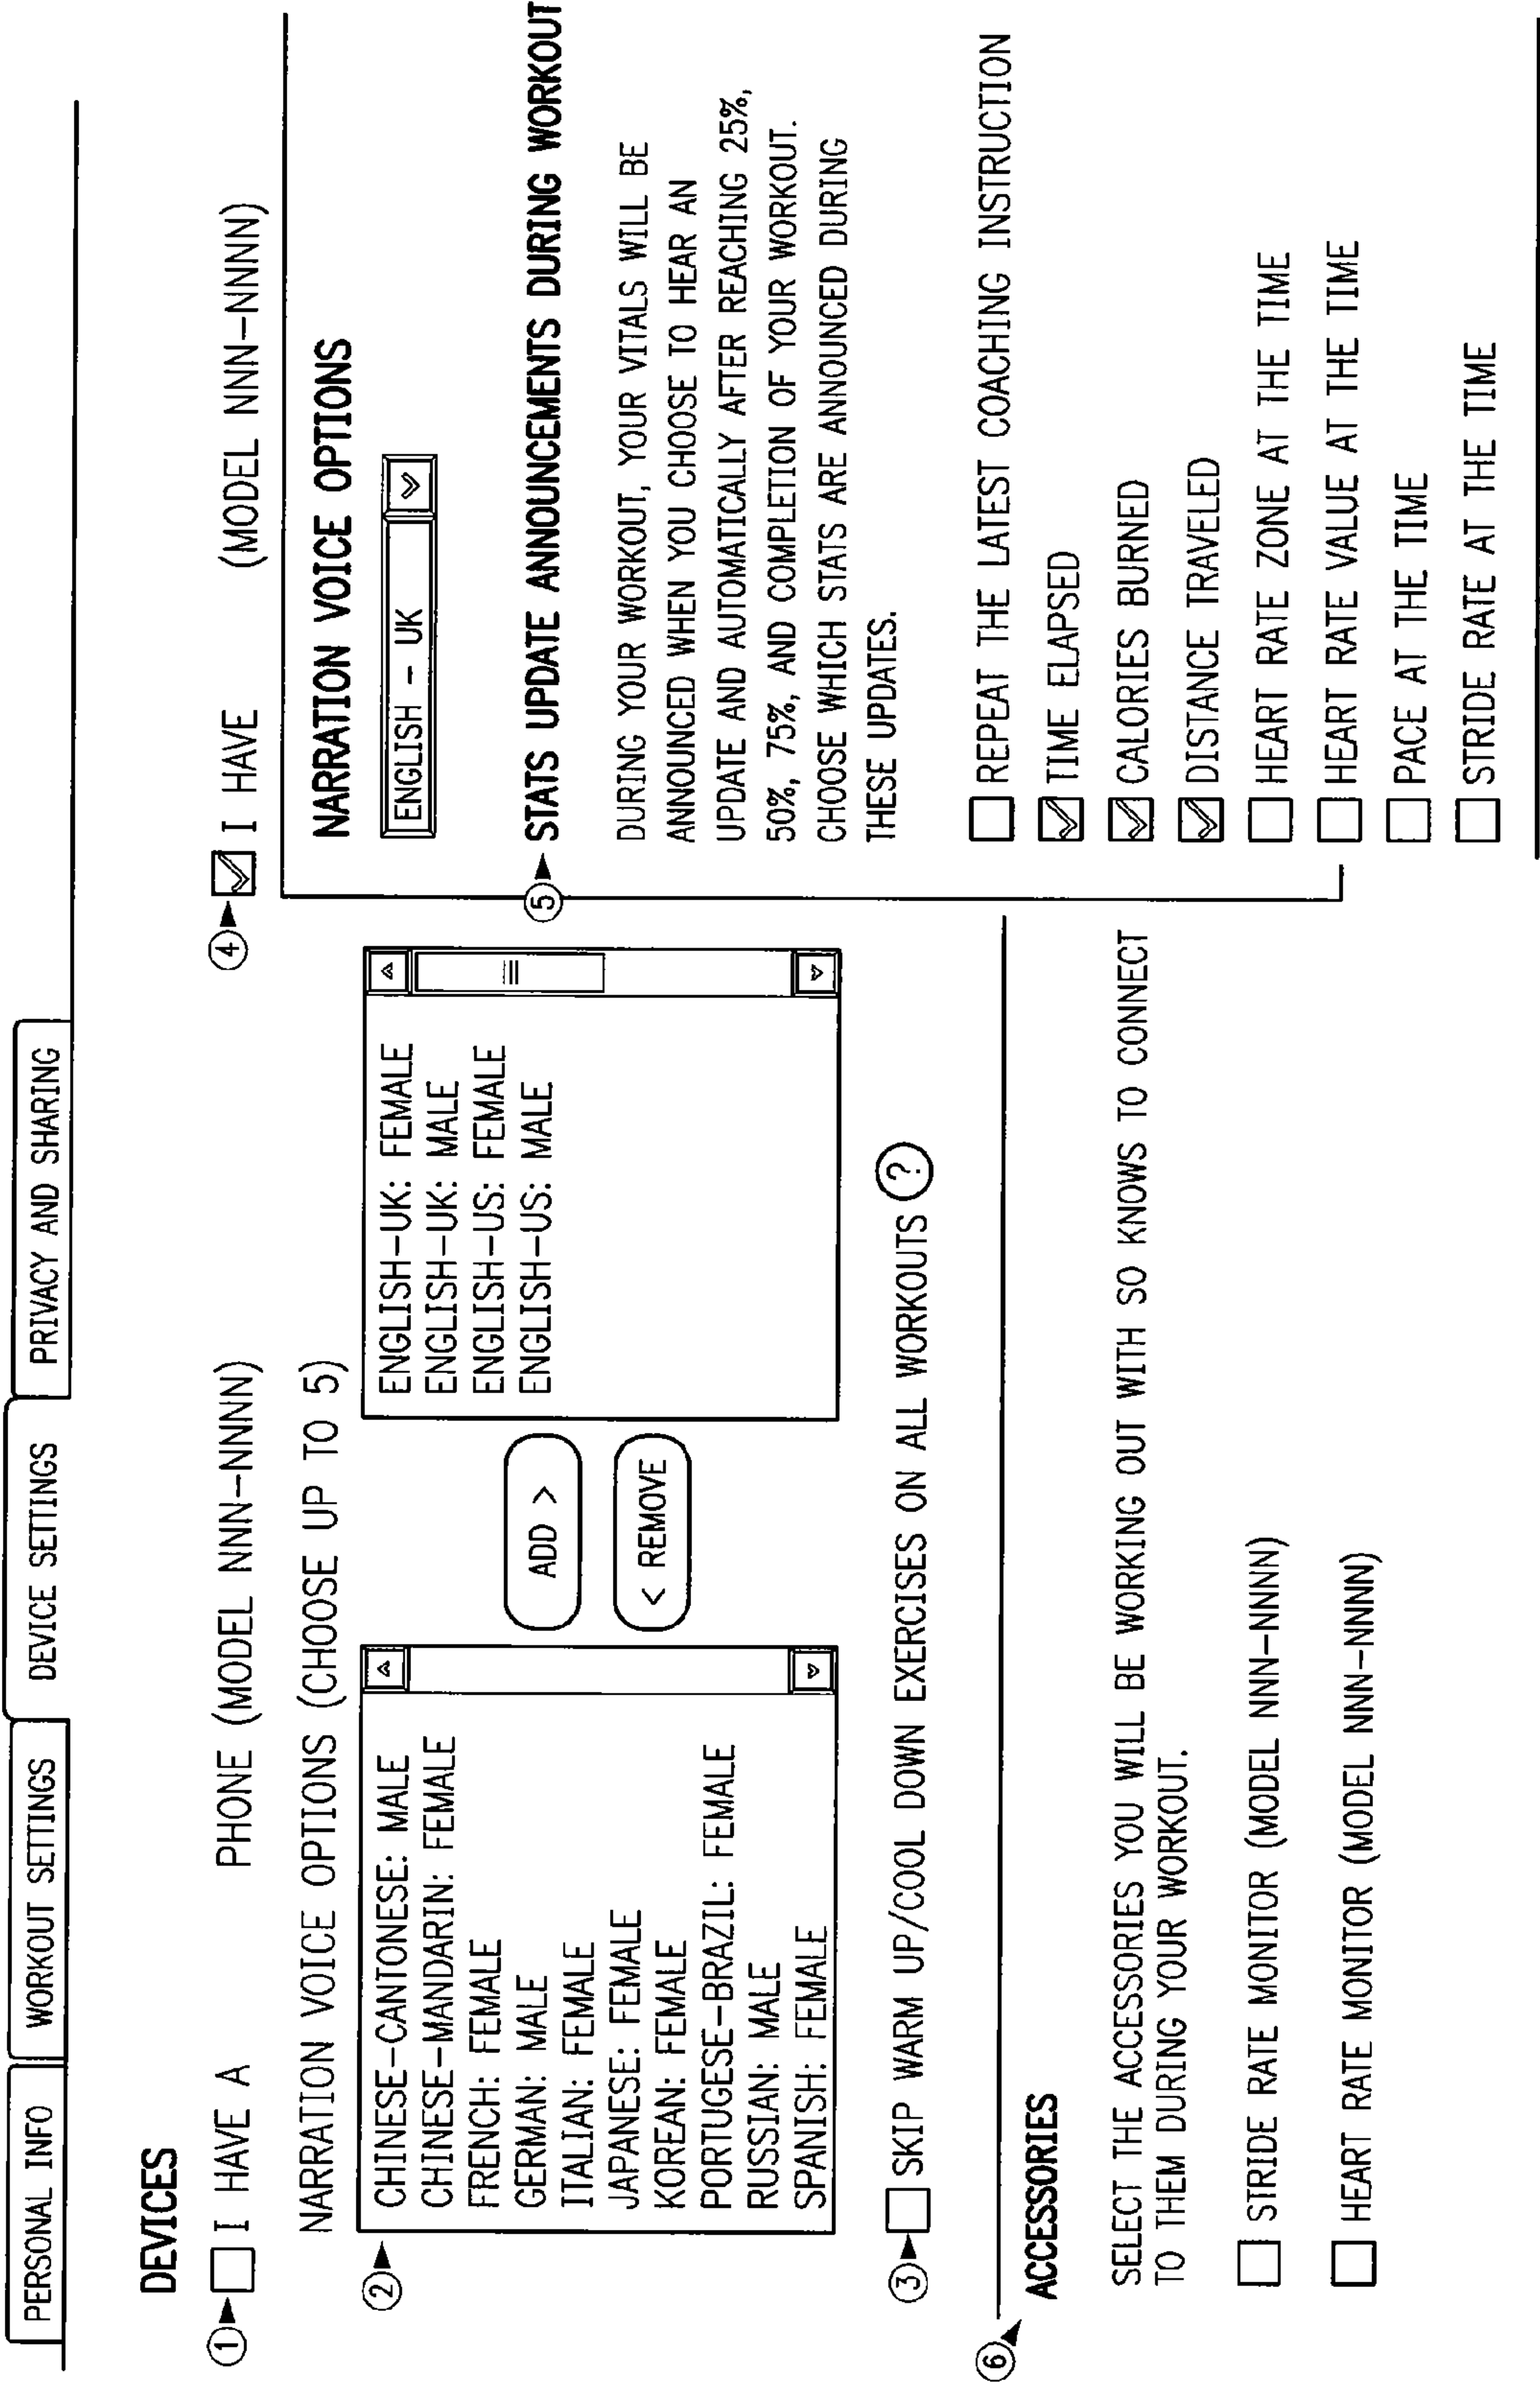 PERSONAL INFO
WORKOUT SETTINGS
DEVICE SETTINGS
PRIVACY AND SHARING
DEVICES
1
I HAVE A PHONE (MODEL NNN-NNNN)
NARRATION VOICE OPTIONS (CHOOSE UP TO 5)
2
CHINESE-CANTONESE: MALE
CHINESE-MANDARIN: FEMALE
FRENCH: FEMALE
GERMAN: MALE
ITALIAN: FEMALE
JAPANESE: FEMALE
KOREAN: FEMALE
PORTUGESE-BRAZIL: FEMALE
RUSSIAN: MALE
SPANISH: FEMALE
ADD >
< REMOVE
ENGLISH-UK: FEMALE
ENGLISH-UK: MALE
ENGLISH-US: FEMALE
ENGLISH-US: MALE
3
SKIP WARM UP/COOL DOWN EXERCISES ON ALL WORKOUTS ?
4
I HAVE (MODEL NNN-NNNN)
NARRATION VOICE OPTIONS
ENGLISH - UK
5
STATS UPDATE ANNOUNCEMENTS DURING WORKOUT
DURING YOUR WORKOUT, YOUR VITALS WILL BE
ANNOUNCED WHEN YOU CHOOSE TO HEAR AN
UPDATE AND AUTOMATICALLY AFTER REACHING 25%,
50%, 75%, AND COMPLETION OF YOUR WORKOUT.
CHOOSE WHICH STATS ARE ANNOUNCED DURING
THESE UPDATES.
REPEAT THE LATEST COACHING INSTRUCTION
TIME ELAPSED
CALORIES BURNED
DISTANCE TRAVELED
HEART RATE ZONE AT THE TIME
HEART RATE VALUE AT THE TIME
PACE AT THE TIME
STRIDE RATE AT THE TIME
6
ACCESSORIES
SELECT THE ACCESSORIES YOU WILL BE WORKING OUT WITH SO KNOWS TO CONNECT
TO THEM DURING YOUR WORKOUT.
STRIDE RATE MONITOR (MODEL NNN-NNNN)
HEART RATE MONITOR (MODEL NNN-NNNN)